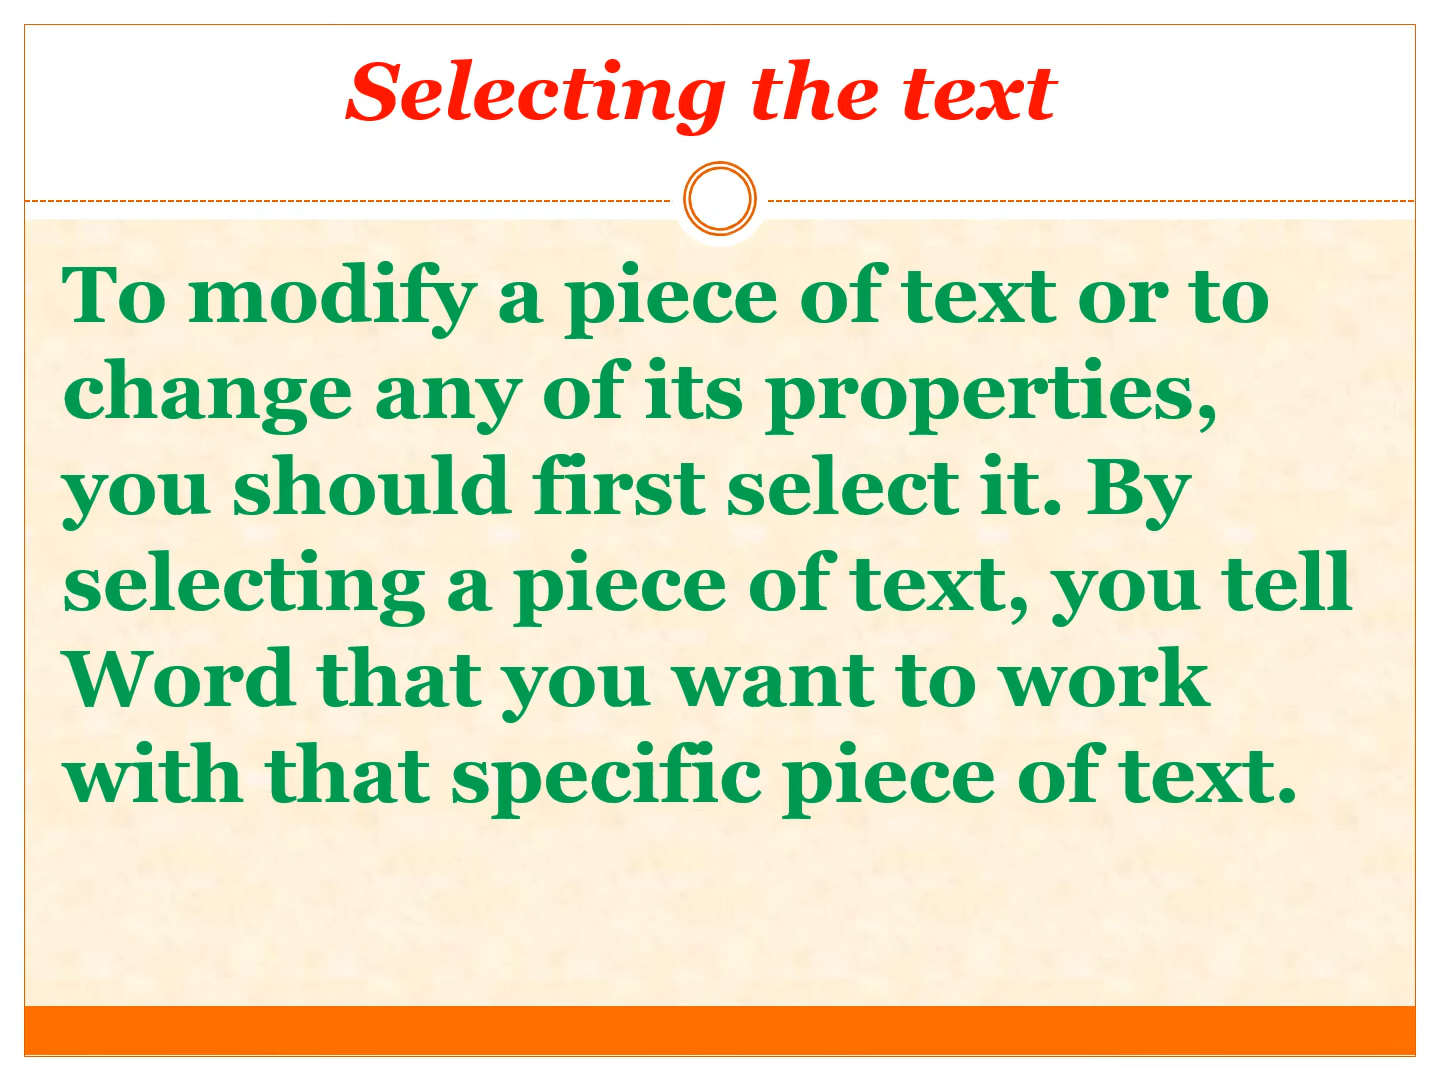 Selecting the text
To modify a piece of text or to
change any of its properties,
you should first select it. By
selecting a piece of text, you tell
Word that you want to work
with that specific piece of text.